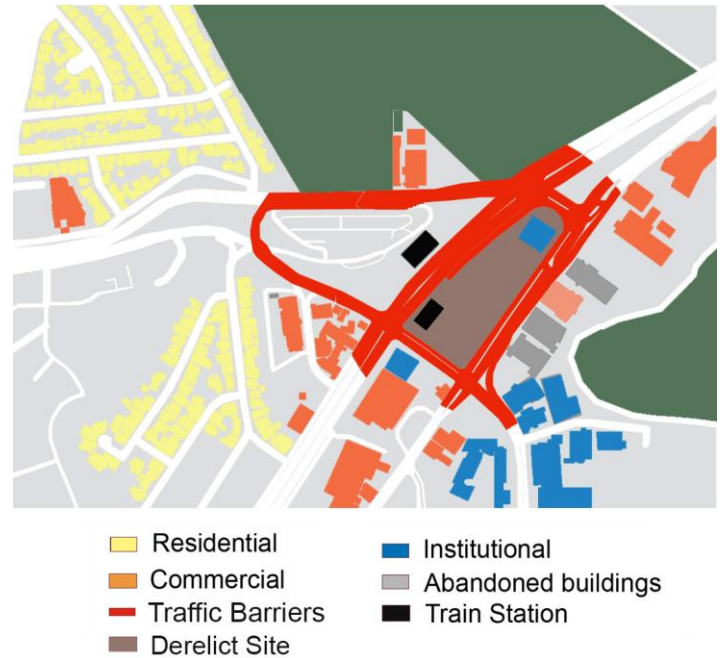 Residential
Commercial
Traffic Barriers
Derelict Site
Institutional
Abandoned buildings
Train Station